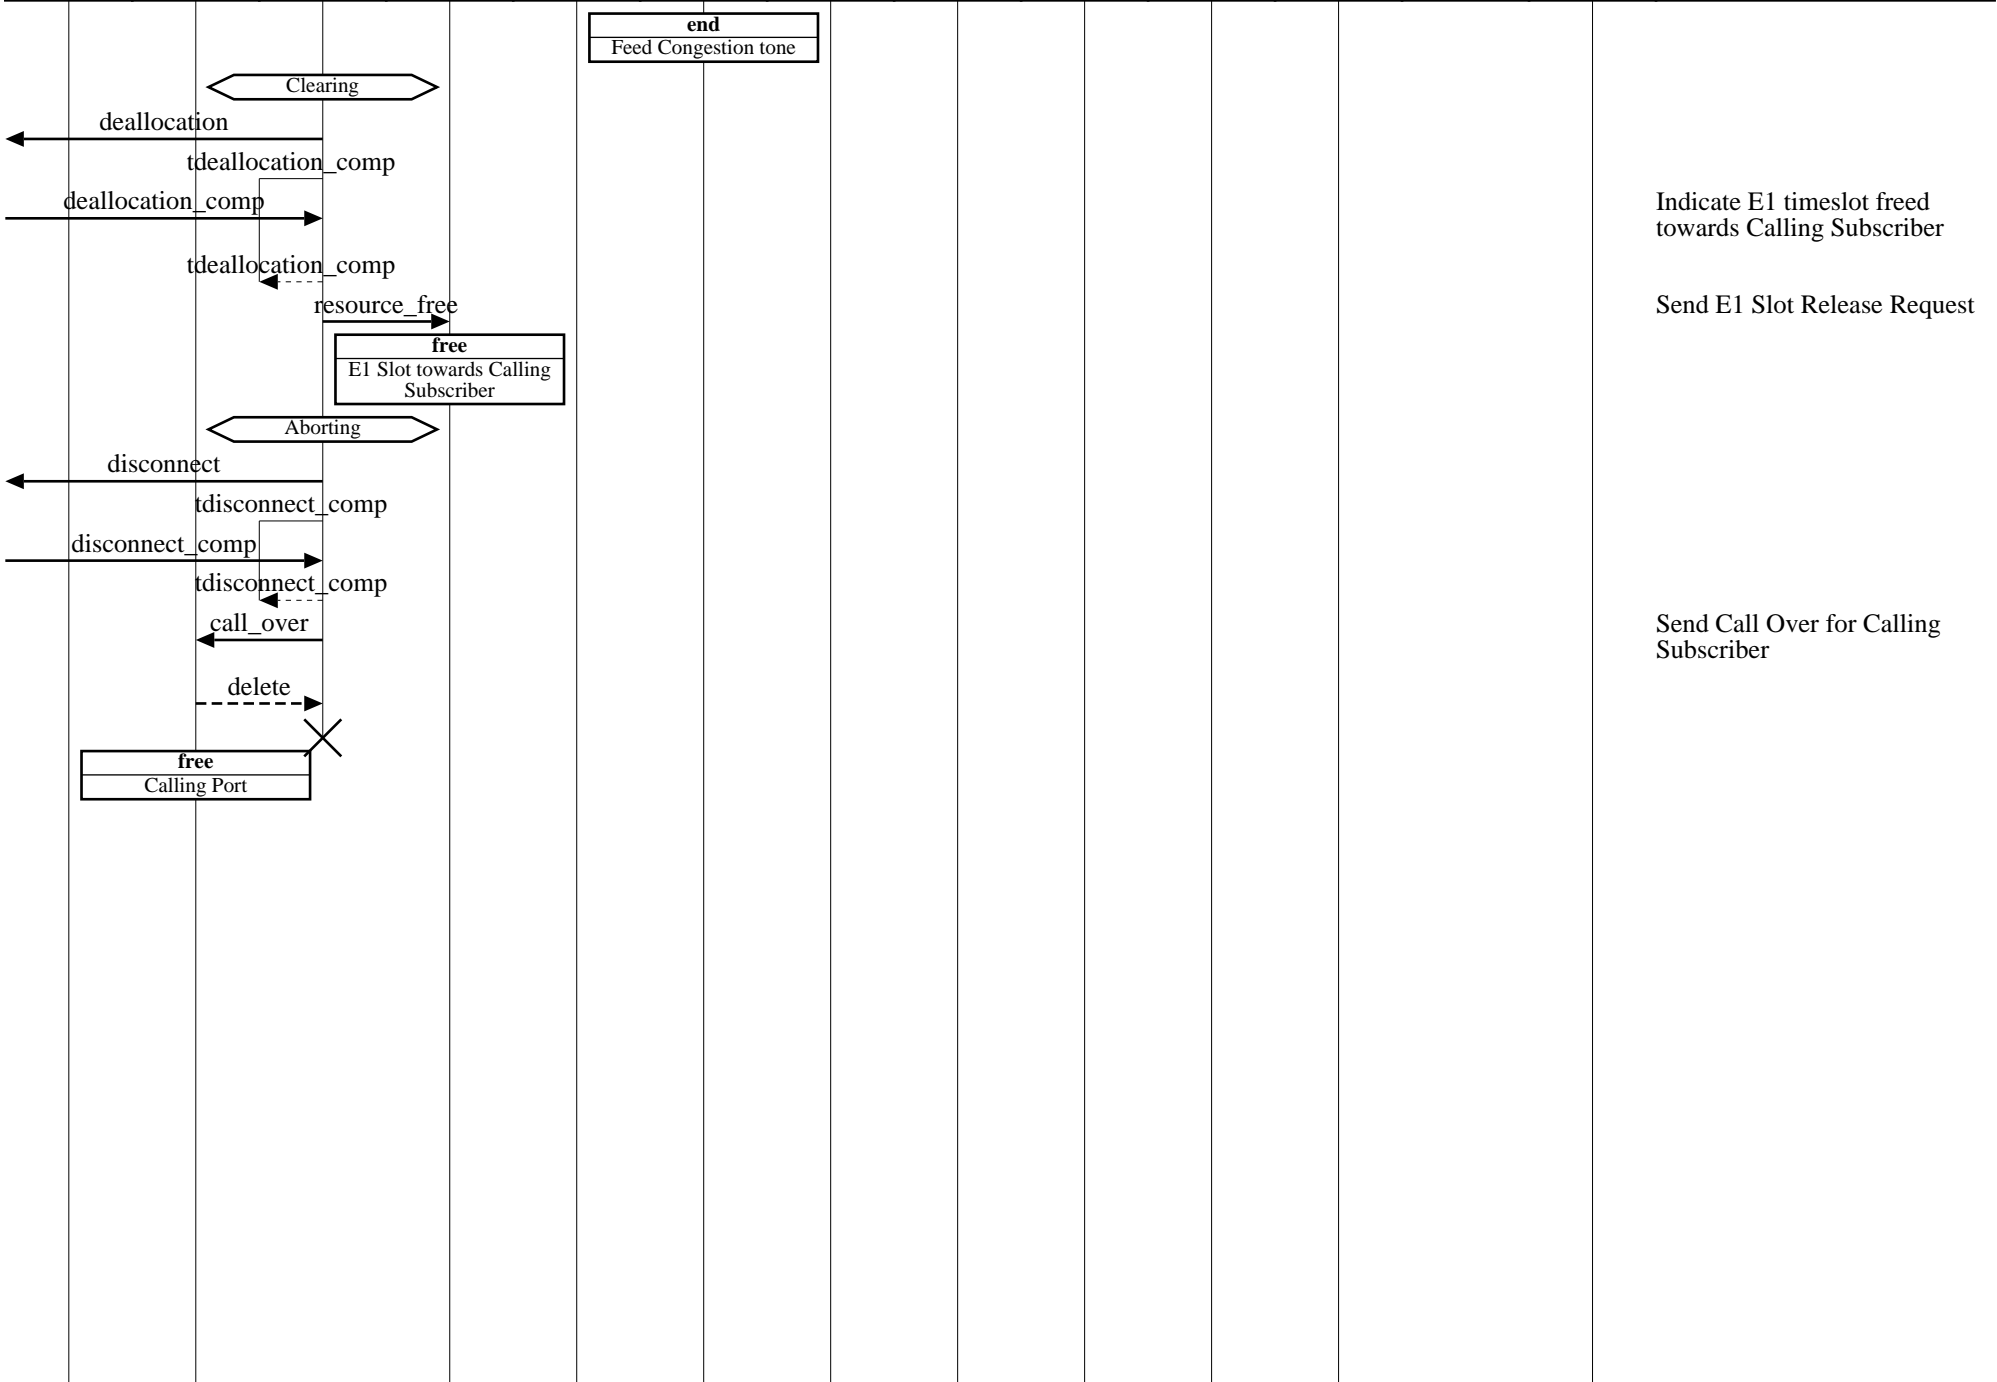 end
Feed Congestion tone
Clearing
deallocation
tdeallocation_comp
deallocation_comp
Indicate E1 timeslot freed
towards Calling Subscriber
tdeallocation_comp
resource_free
Send E1 Slot Release Request
free
E1 Slot towards Calling
Subscriber
Aborting
disconnect
tdisconnect_comp
disconnect_comp
tdisconnect_comp
call_over
Send Call Over for Calling
Subscriber
delete
free
Calling Port